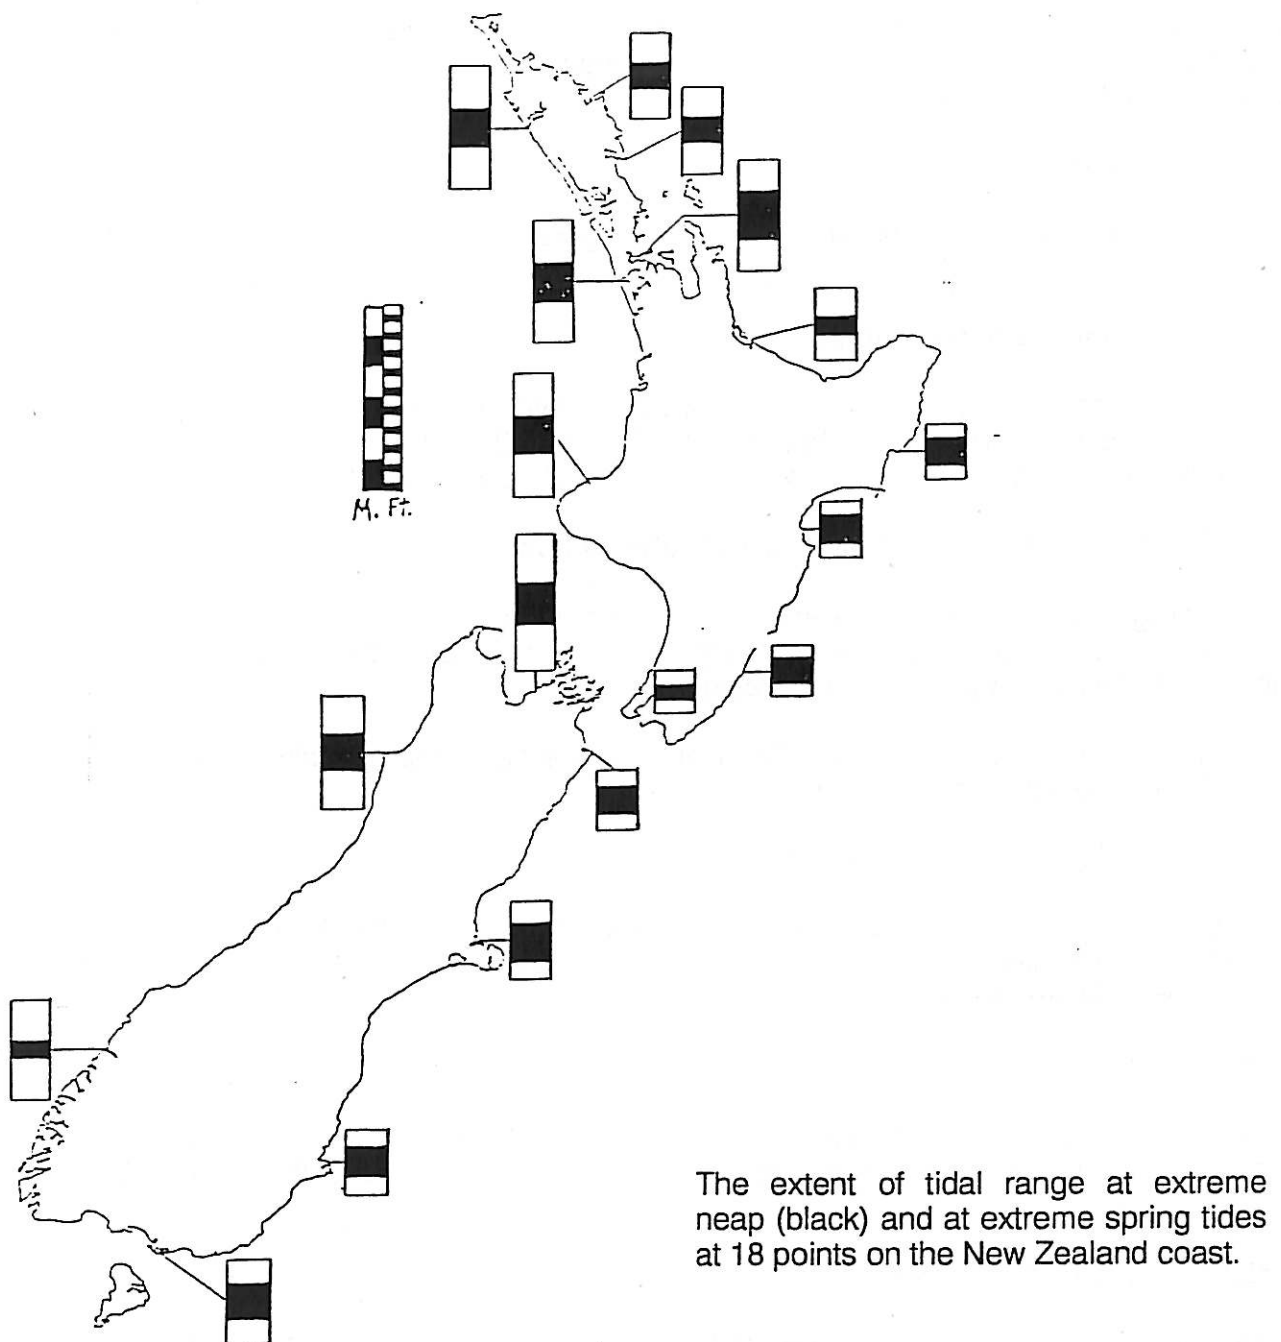 M. Ft.
The extent of tidal range at extreme
neap (black) and at extreme spring tides
at 18 points on the New Zealand coast.